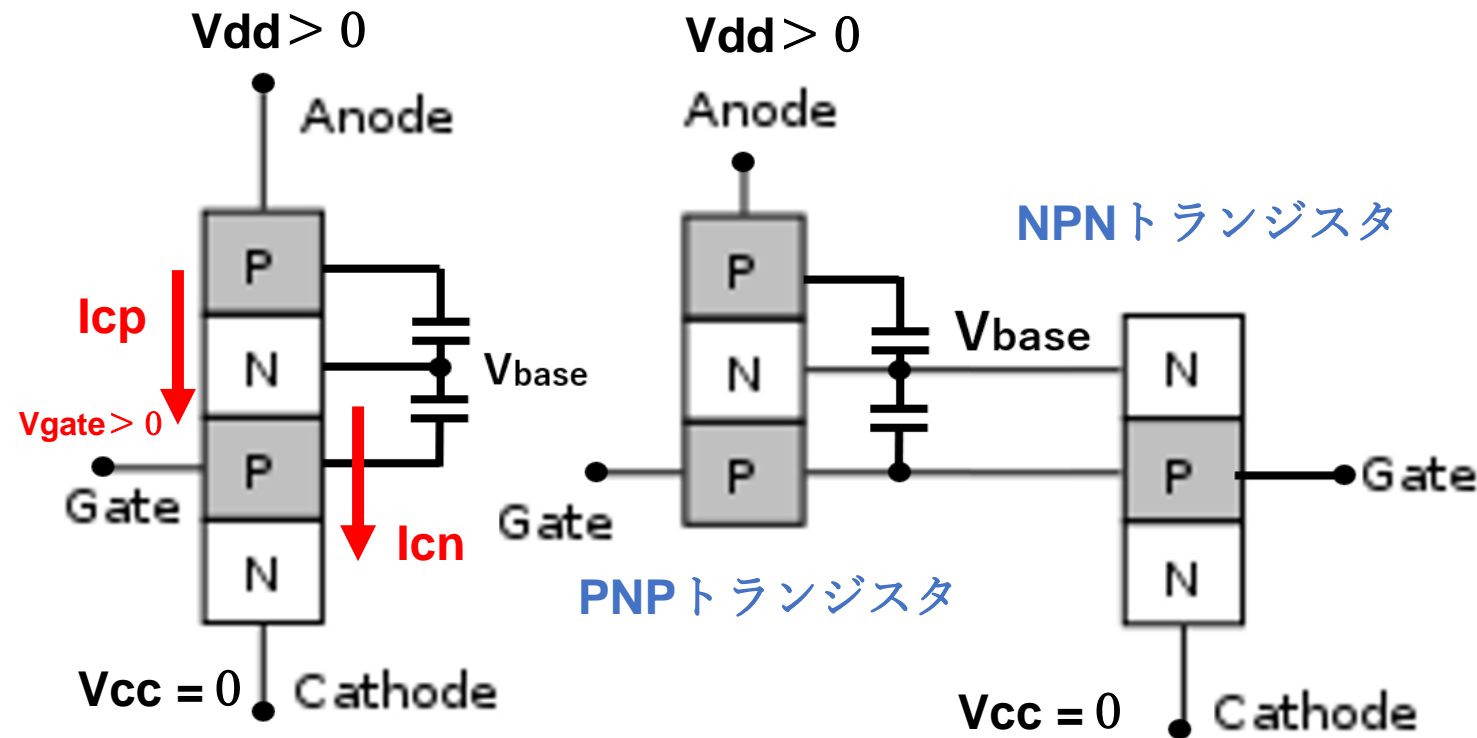 Vdd＞0
Anode
P
N
P
N
Icp
Vbase
Vgate＞0
Gate
Icn
Vcc = 0
Cathode
Vdd＞0
Anode
NPNトランジスタ
P
N
P
Vbase
N
P
N
Gate
Gate
PNPトランジスタ
Vcc = 0
Cathode